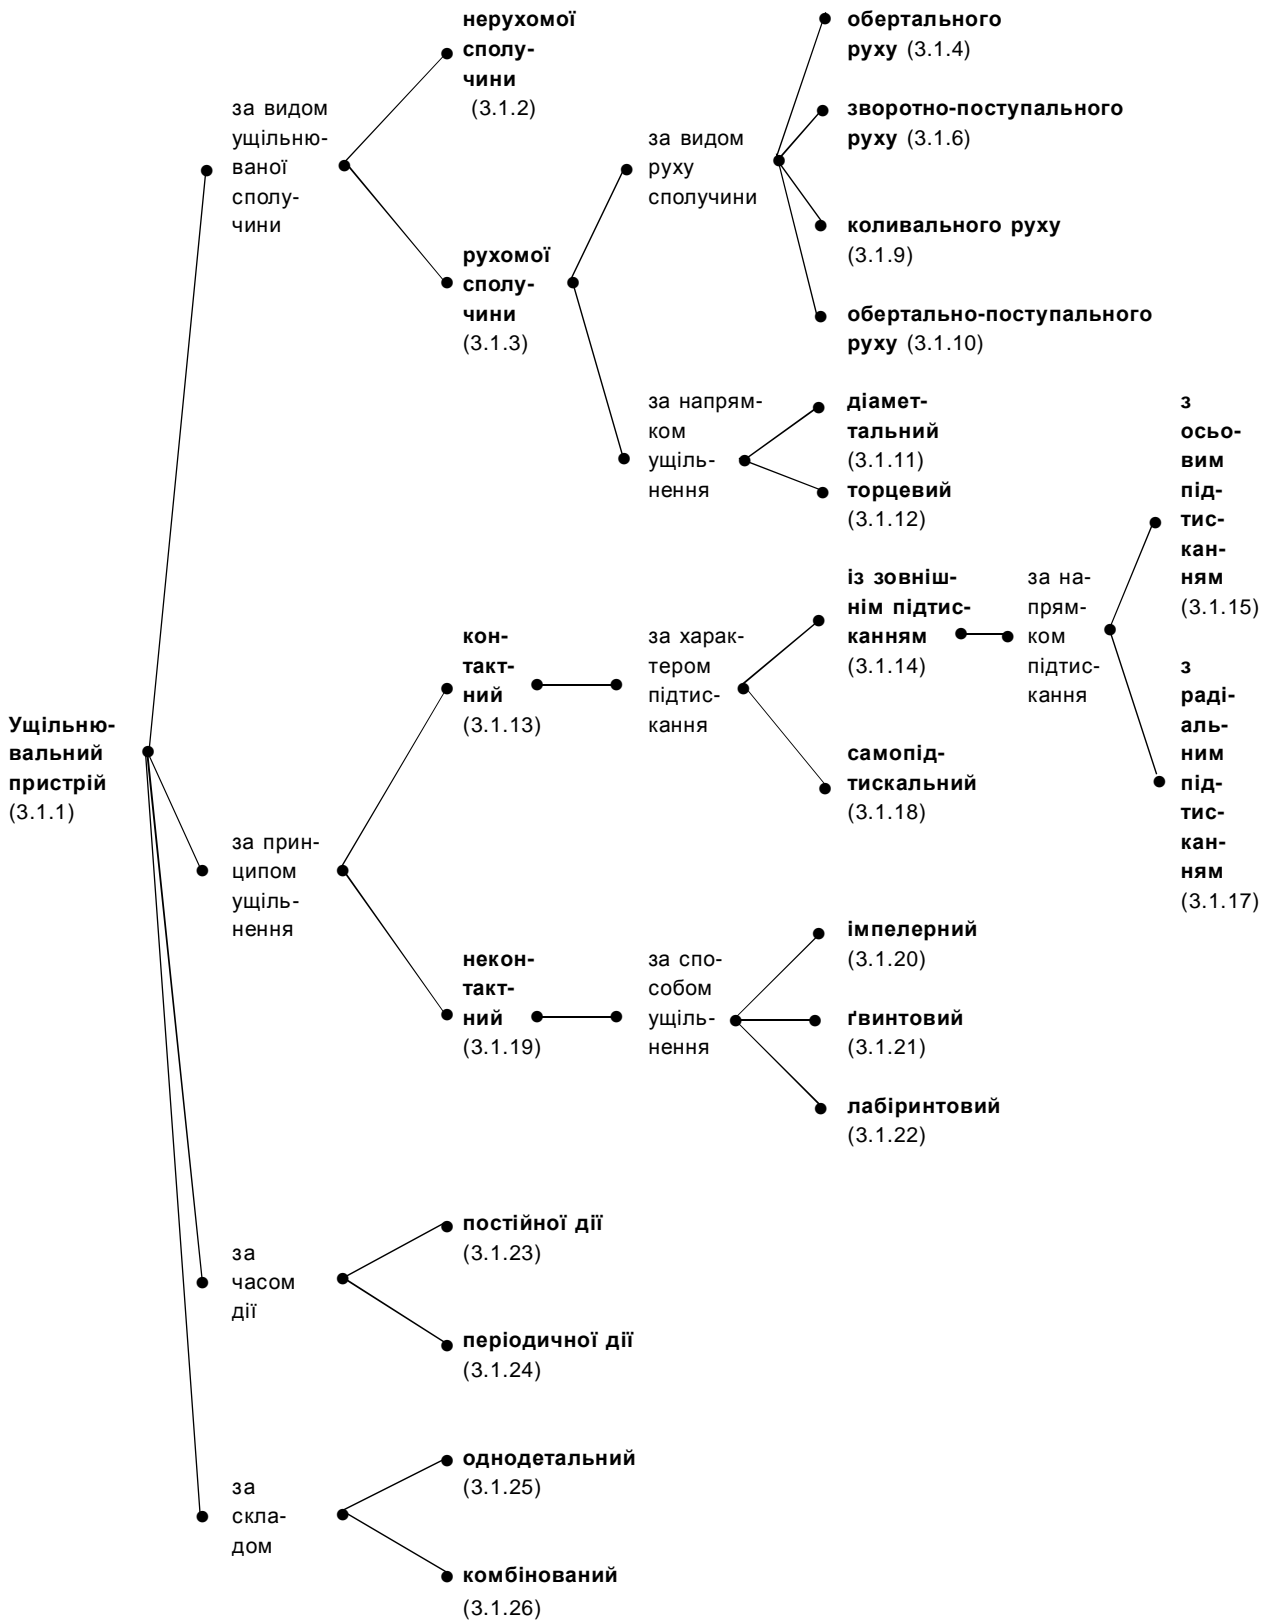 Ущільню-
вальний
пристрій
(3.1.1)
за видом
ущільню-
ваної
сполу-
чини
нерухомої
сполу-
чини
(3.1.2)
рухомої
сполу-
чини
(3.1.3)
за видом
руху
сполучини
обертального
руху (3.1.4)
зворотно-поступального
руху (3.1.6)
коливального руху
(3.1.9)
обертально-поступального
руху (3.1.10)
за напрям-
ком
ущіль-
нення
діамет-
тальний
(3.1.11)
торцевий
(3.1.12)
за прин-
ципом
ущіль-
нення
кон-
такт-
ний
(3.1.13)
за харак-
тером
підтис-
кання
із зовніш-
нім підтис-
канням
(3.1.14)
за на-
прям-
ком
підтис-
кання
з
осьо-
вим
під-
тис-
кан-
ням
(3.1.15)
з
раді-
аль-
ним
під-
тис-
кан-
ням
(3.1.17)
самопід-
тискальний
(3.1.18)
некон-
такт-
ний
(3.1.19)
за спо-
собом
ущіль-
нення
імпелерний
(3.1.20)
ґвинтовий
(3.1.21)
лабіринтовий
(3.1.22)
за
часом
дії
постійної дії
(3.1.23)
періодичної дії
(3.1.24)
за
скла-
дом
однодетальний
(3.1.25)
комбінований
(3.1.26)